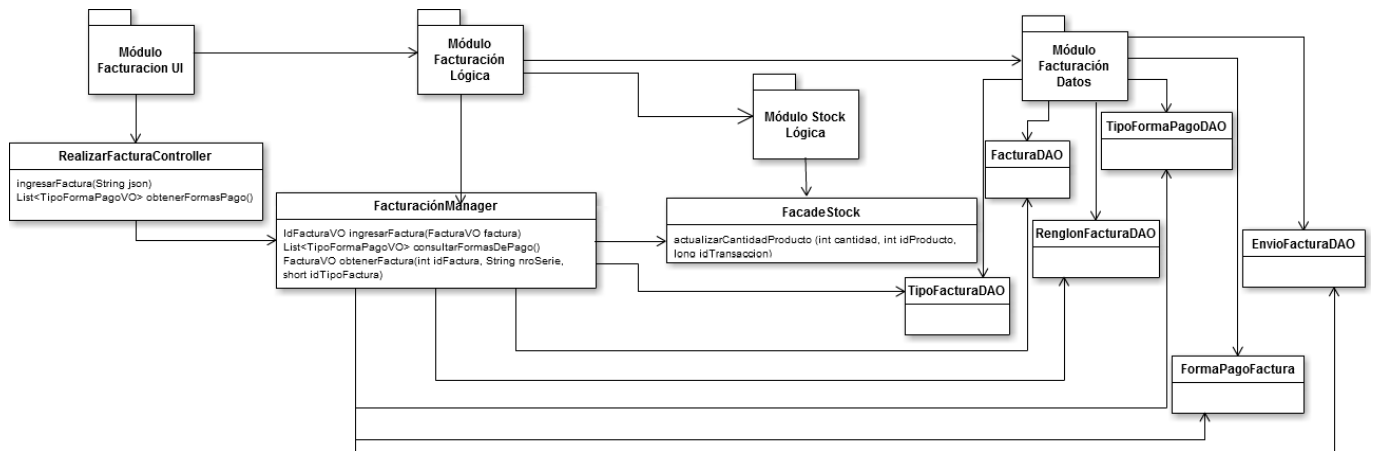 Módulo
Facturacion UI
Módulo
Facturación
Lógica
Módulo
Facturación
Datos
Módulo Stock
Lógica
RealizarFacturaController
ingresarFactura(String json)
List<TipoFormaPagoVO> obtenerFormasPago()
FacturaciónManager
IdFacturaVO ingresarFactura(FacturaVO factura)
List<TipoFormaPagoVO> consultarFormasDePago()
FacturaVO obtenerFactura(int idFactura, String nroSerie,
short idTipoFactura)
FacadeStock
actualizarCantidadProducto (int cantidad, int idProducto,
long idTransaccion)
FacturaDAO
TipoFormaPagoDAO
RenglonFacturaDAO
EnvioFacturaDAO
TipoFacturaDAO
FormaPagoFactura